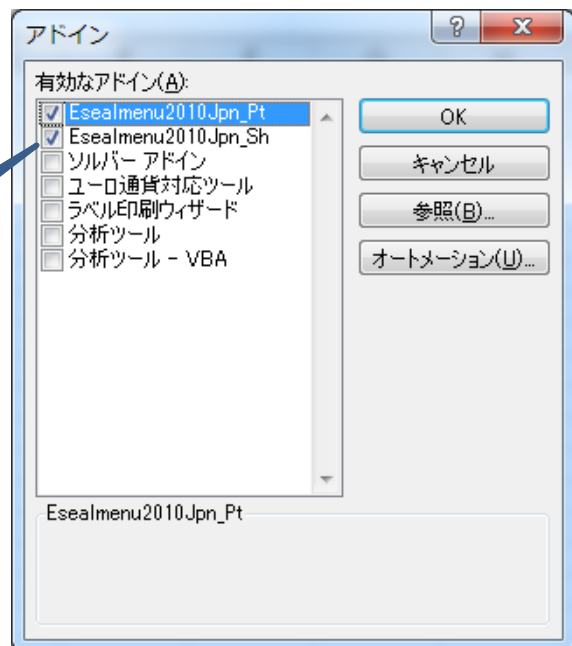 アドイン
有効なアドイン(A):
Esealmenu2010Jpn_Pt
Esealmenu2010Jpn_Sh
ソルバー アドイン
ユーロ通貨対応ツール
ラベル印刷ウィザード
分析ツール
分析ツール - VBA
OK
キャンセル
参照(B)...
オートメーション(U)...
Esealmenu2010Jpn_Pt